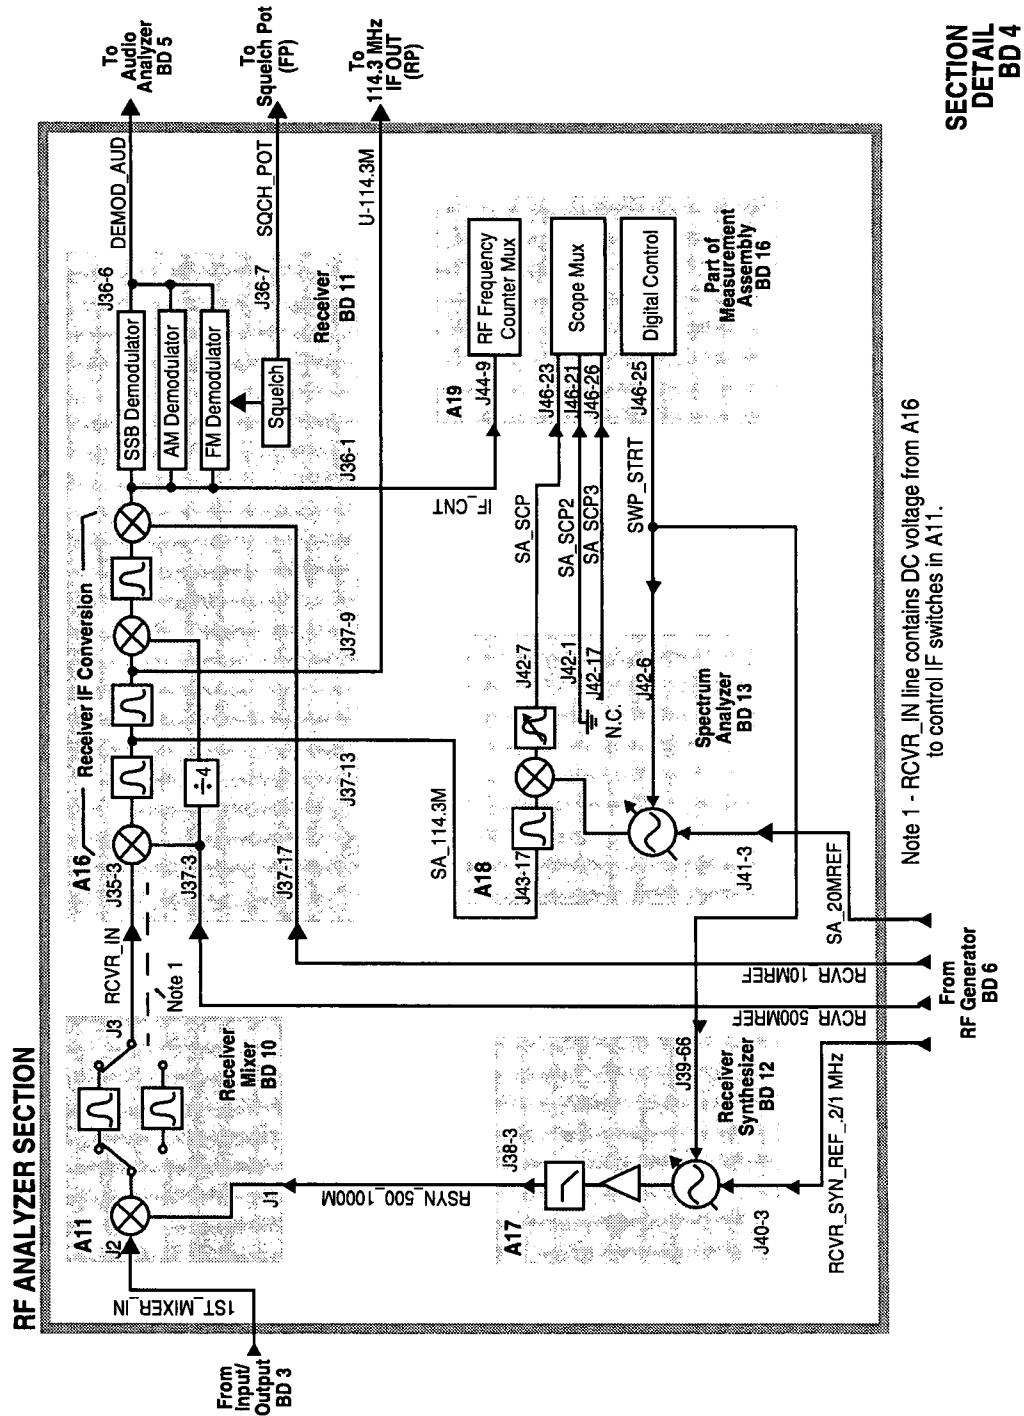 RF ANALYZER SECTION
From
Input/
Output
BD 3
1ST_MIXER_IN
J2
A11
J1
Receiver
Mixer
BD 10
J3
RCVR_IN
Note 1
A16
Receiver IF Conversion
J35-3
J37-3
÷4
J37-17
J37-13
J37-9
J36-1
SSB Demodulator
AM Demodulator
FM Demodulator
Squelch
J36-6
J36-7
Receiver
BD 11
DEMOD_AUD
SQCH_POT
U-114.3M
To
Audio
Analyzer
BD 5
To
Squelch Pot
(FP)
To
114.3 MHz
IF OUT
(RP)
RSYN_500_1000M
J38-3
A17
J39-66
J40-3
Receiver
Synthesizer
BD 12
RCVR_SYN_REF_.2/1 MHz
RCVR_500MREF
RCVR_10MREF
SA_20MREF
From
RF Generator
BD 6
SA_114.3M
A18
J43-17
J41-3
J42-7
J42-1
J42-17
J42-6
N.C.
Spectrum
Analyzer
BD 13
IF_CNT
SA_SCP
SA_SCP2
SA_SCP3
SWP_STRT
A19
J44-9
J46-23
J46-21
J46-26
J46-25
RF Frequency
Counter Mux
Scope Mux
Digital Control
Part of
Measurement
Assembly
BD 16
Note 1 - RCVR_IN line contains DC voltage from A16
to control IF switches in A11.
SECTION
DETAIL
BD 4